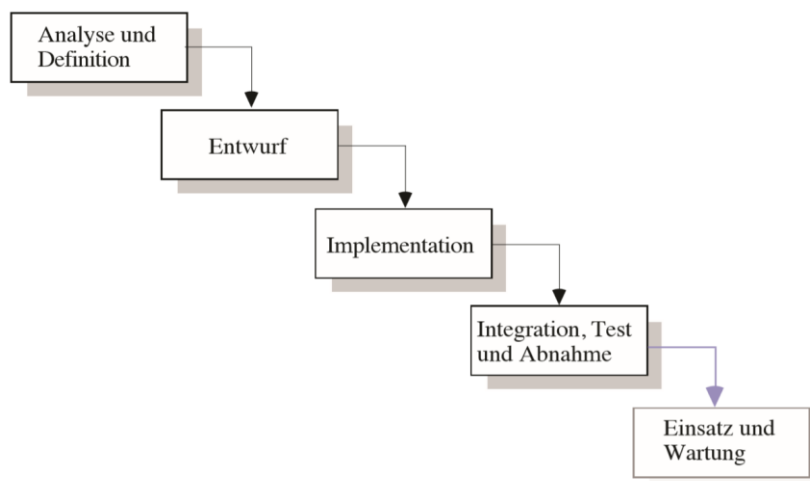 Analyse und
Definition
Entwurf
Implementation
Integration, Test
und Abnahme
Einsatz und
Wartung